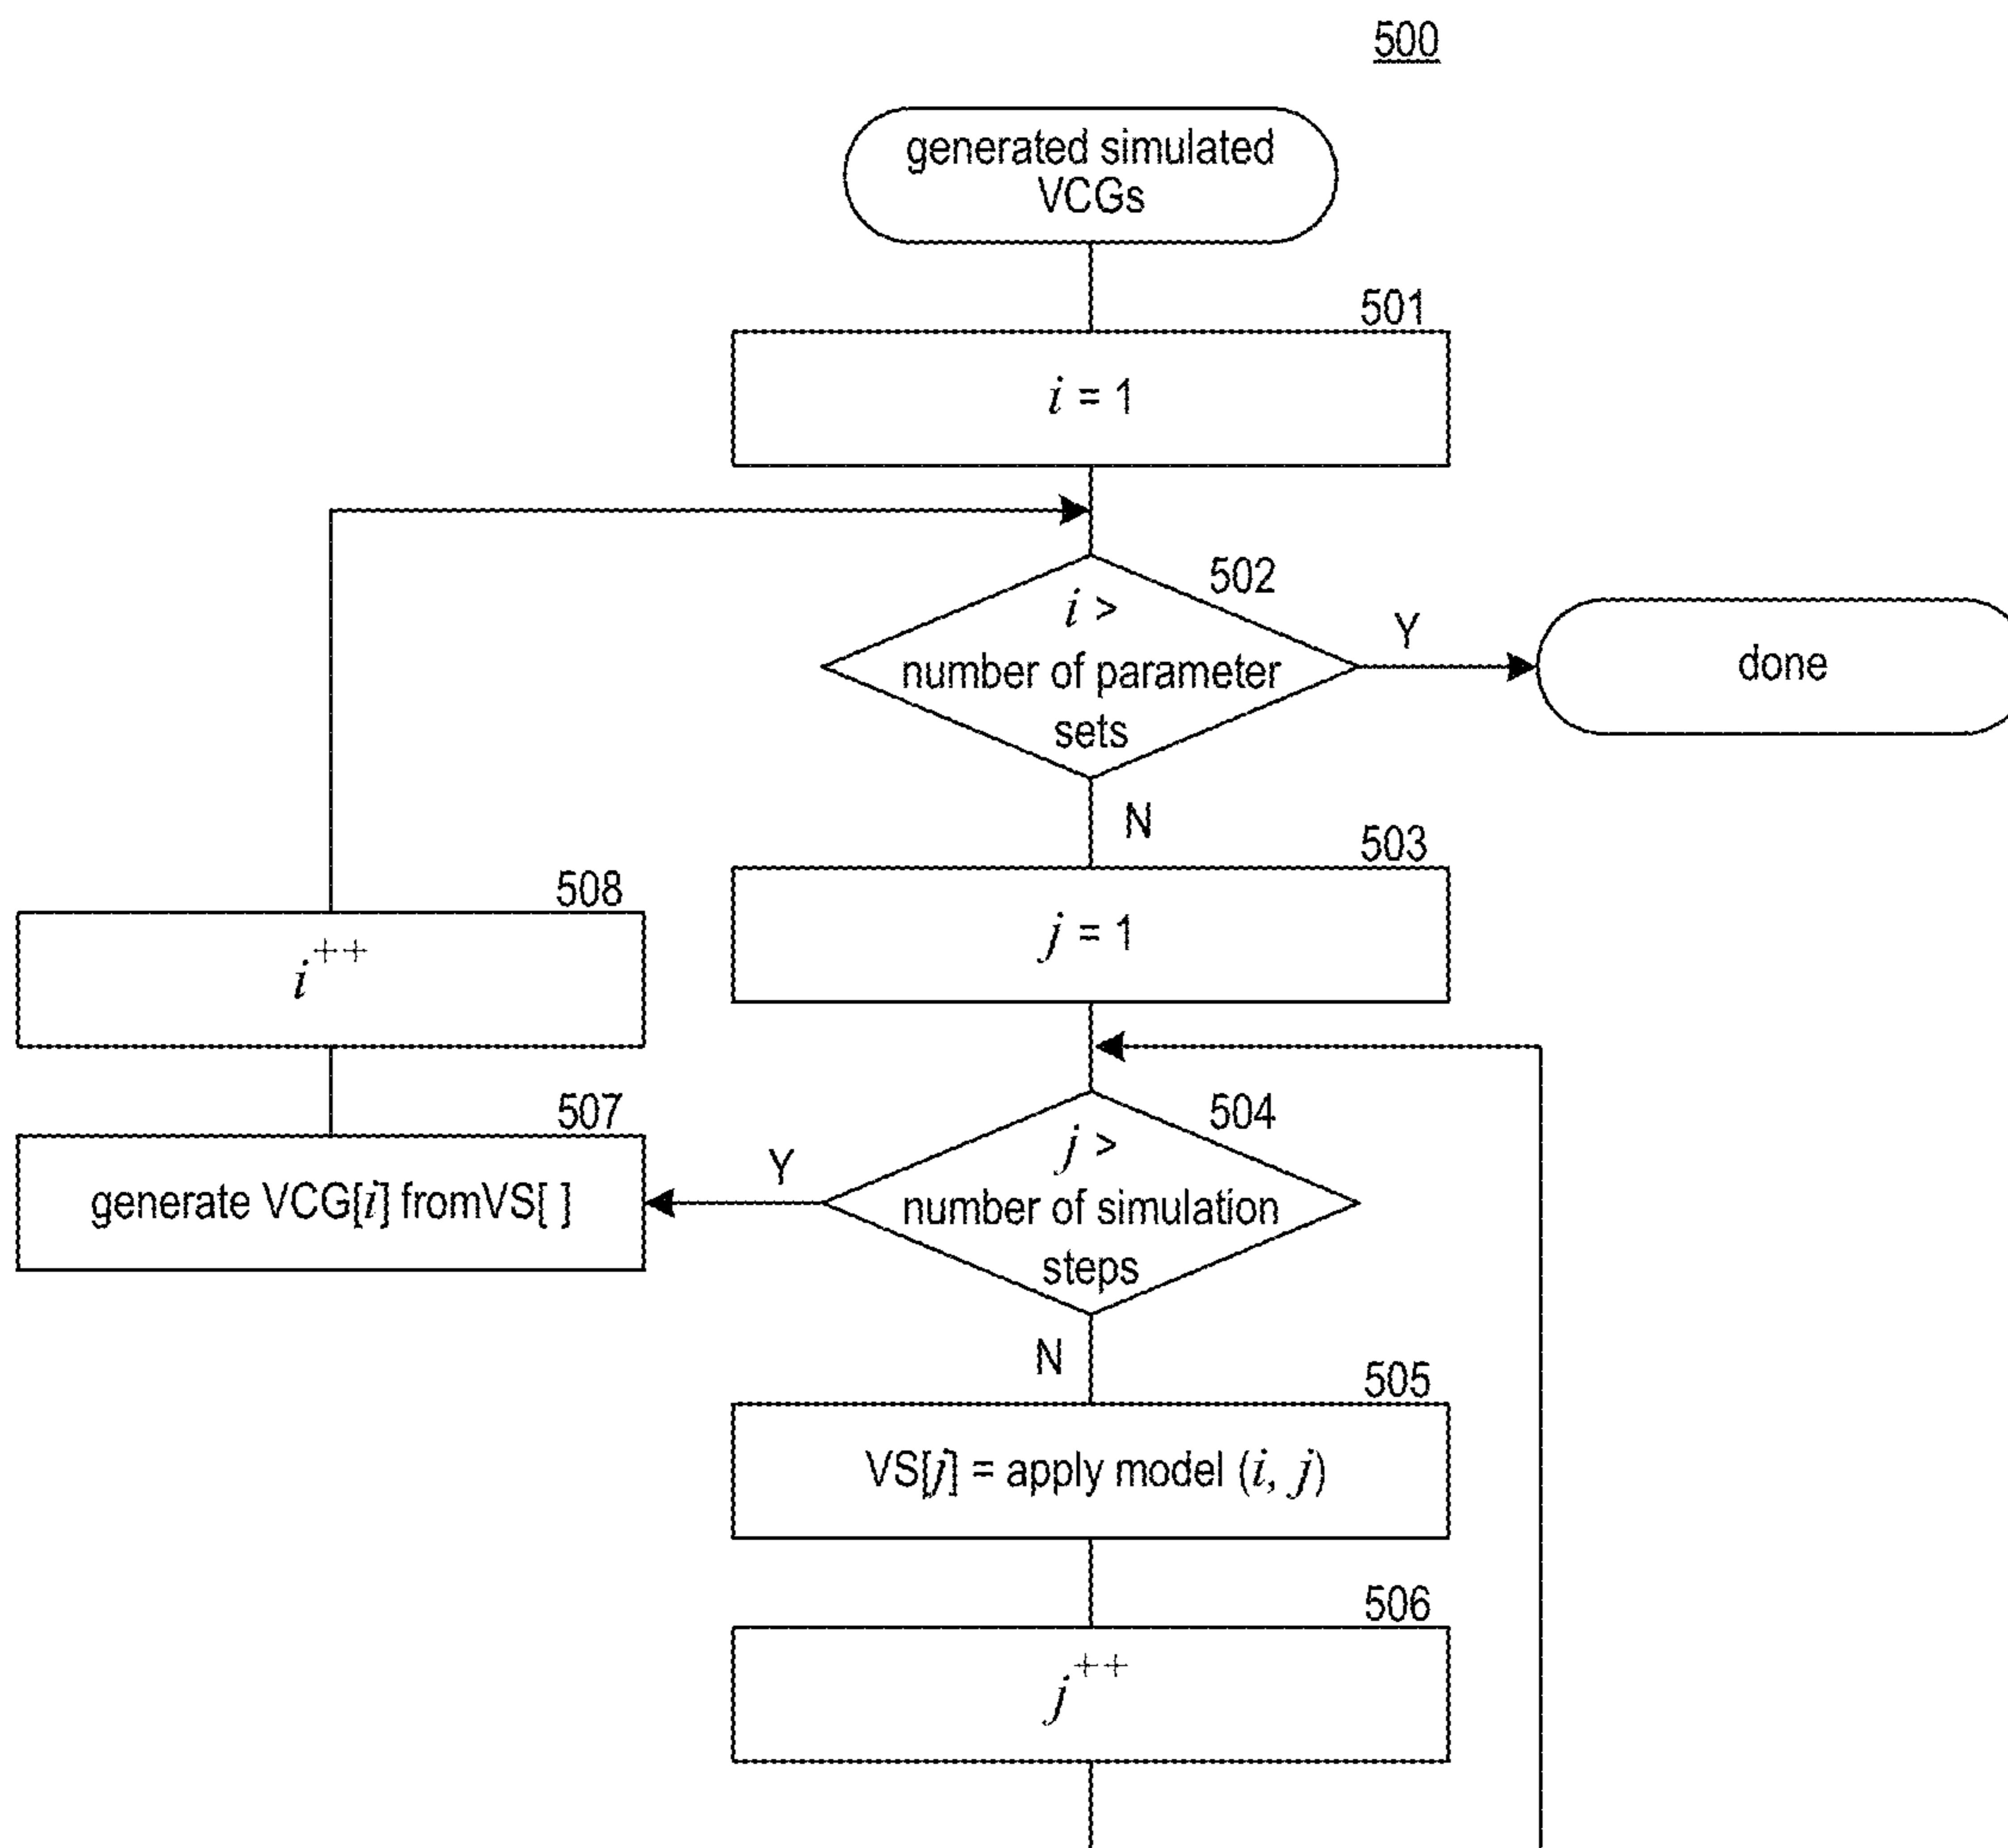 500
generated simulated
VCGs
501
i = 1
502
i >
number of parameter
sets
Y
done
N
503
j = 1
508
i++
507
generate VCG[i] fromVS[ ]
Y
504
j >
number of simulation
steps
N
505
VS[j] = apply model (i, j)
506
j++